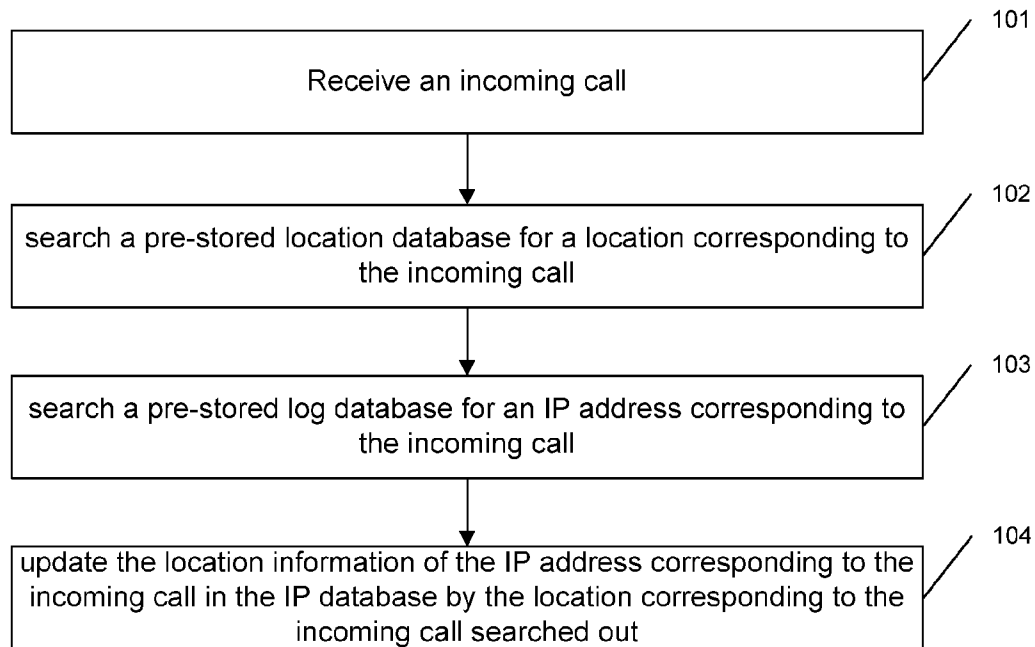 101
Receive an incoming call
102
search a pre-stored location database for a location corresponding to
the incoming call
103
search a pre-stored log database for an IP address corresponding to
the incoming call
104
update the location information of the IP address corresponding to the
incoming call in the IP database by the location corresponding to the
incoming call searched out